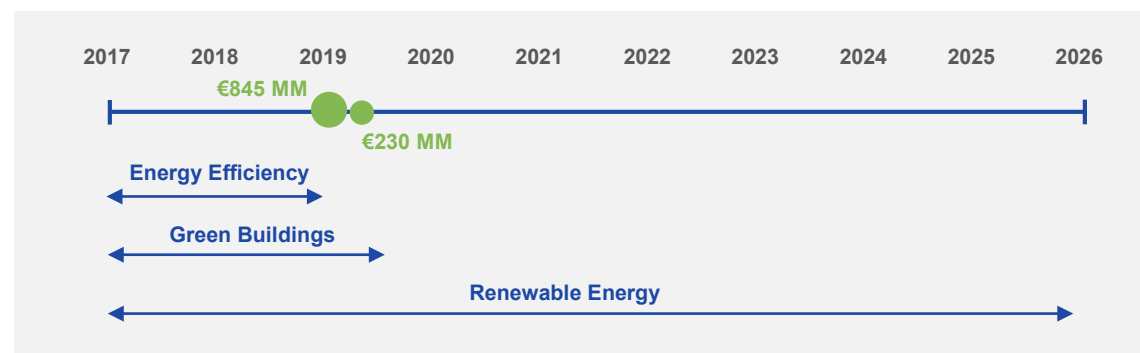 2017 2018 2019 2020 2021 2022 2023 2024 2025 2026
€845 MM
€230 MM
Energy Efficiency
Green Buildings
Renewable Energy